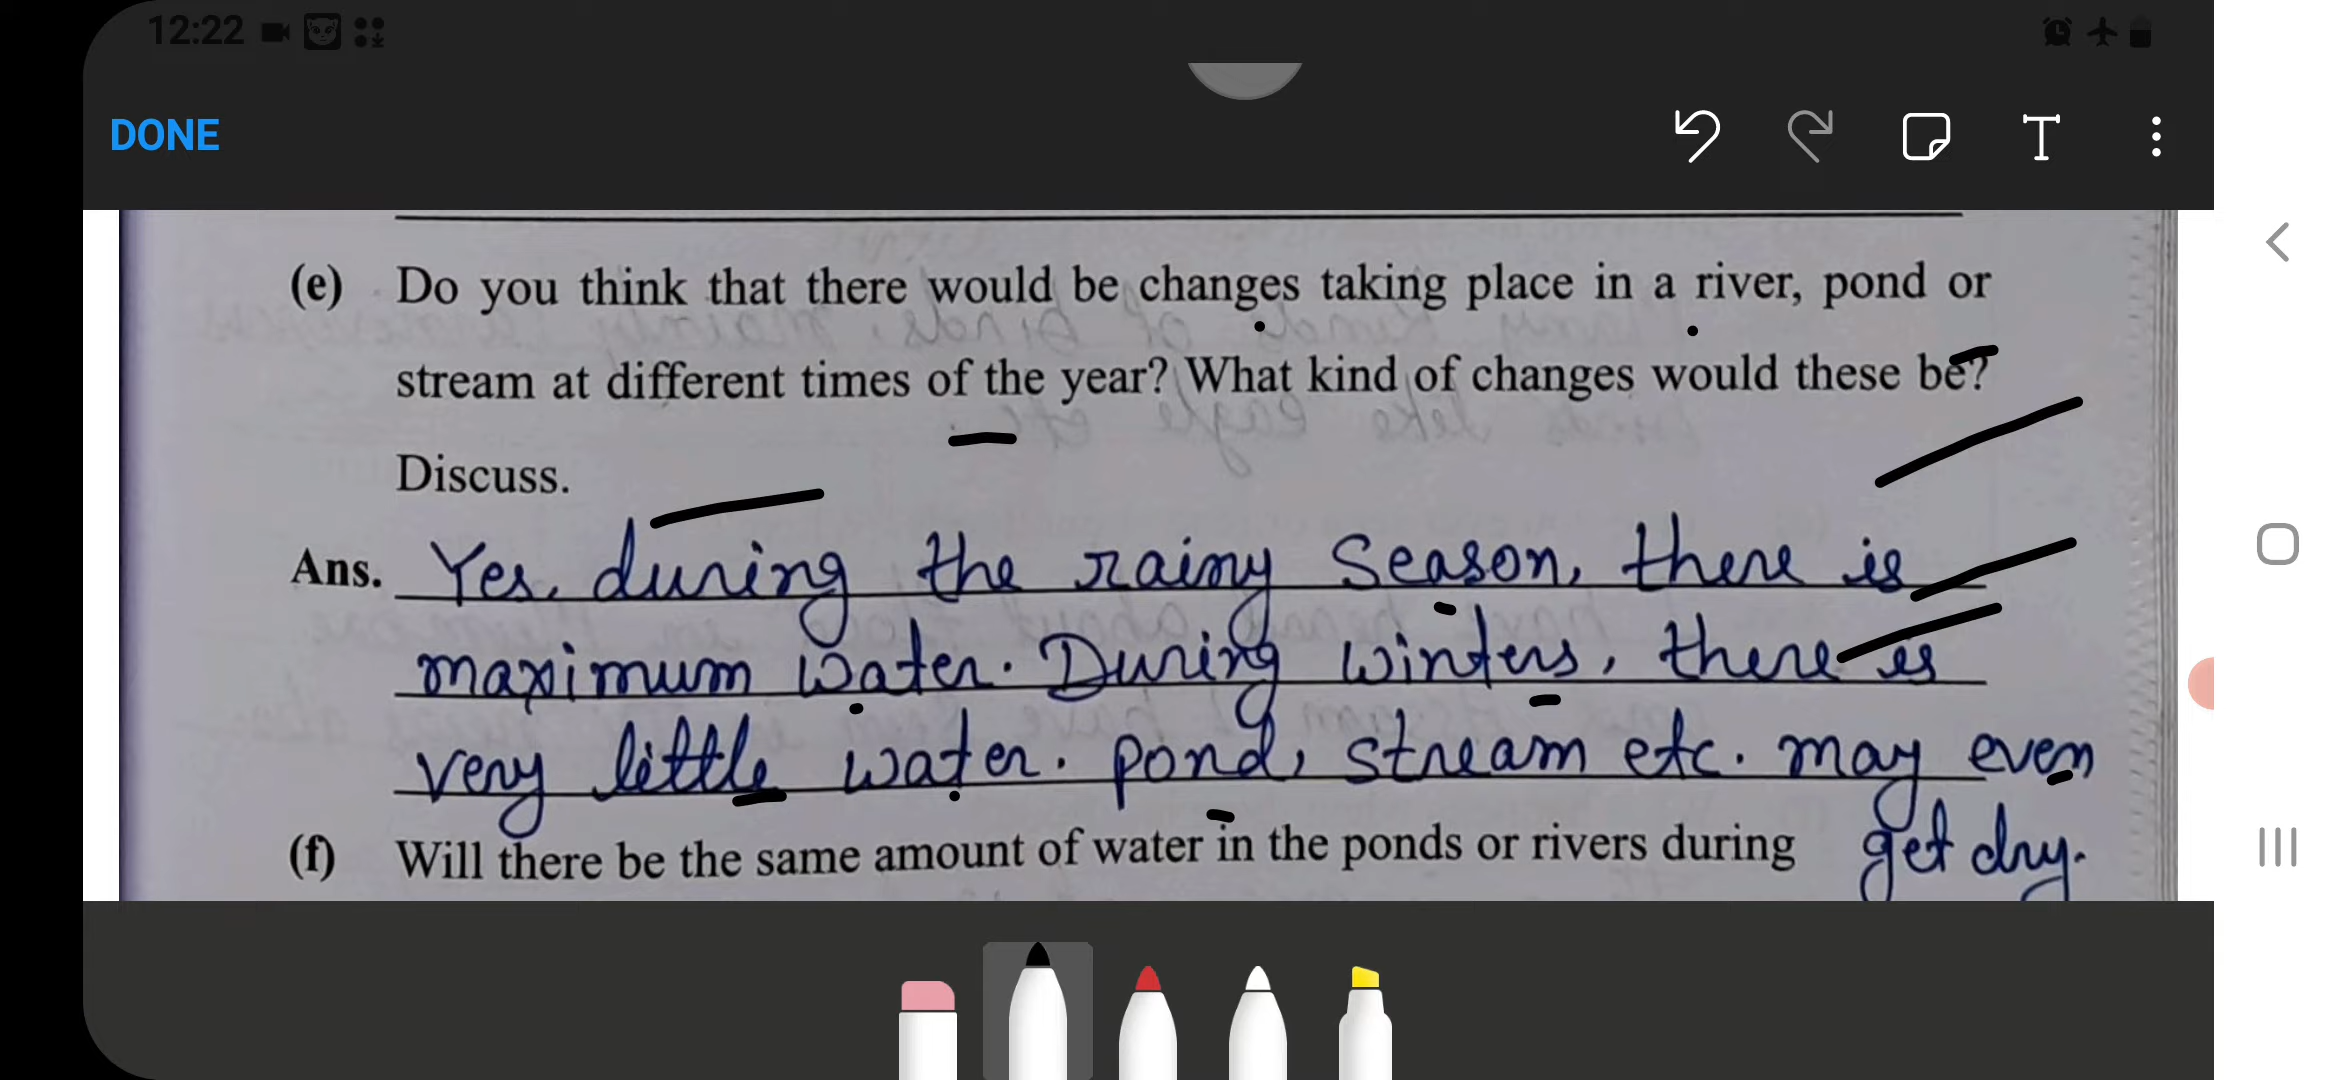 12:22
DONE
T
(e) Do you think that there would be changes taking place in a river, pond or
stream at different times of the year? What kind of changes would these be?
Discuss.
Ans. Yes, during the rainy season, there is
maximum water. During winters, there is
very little water. pond, stream etc. may even
get dry.
(f) Will there be the same amount of water in the ponds or rivers during